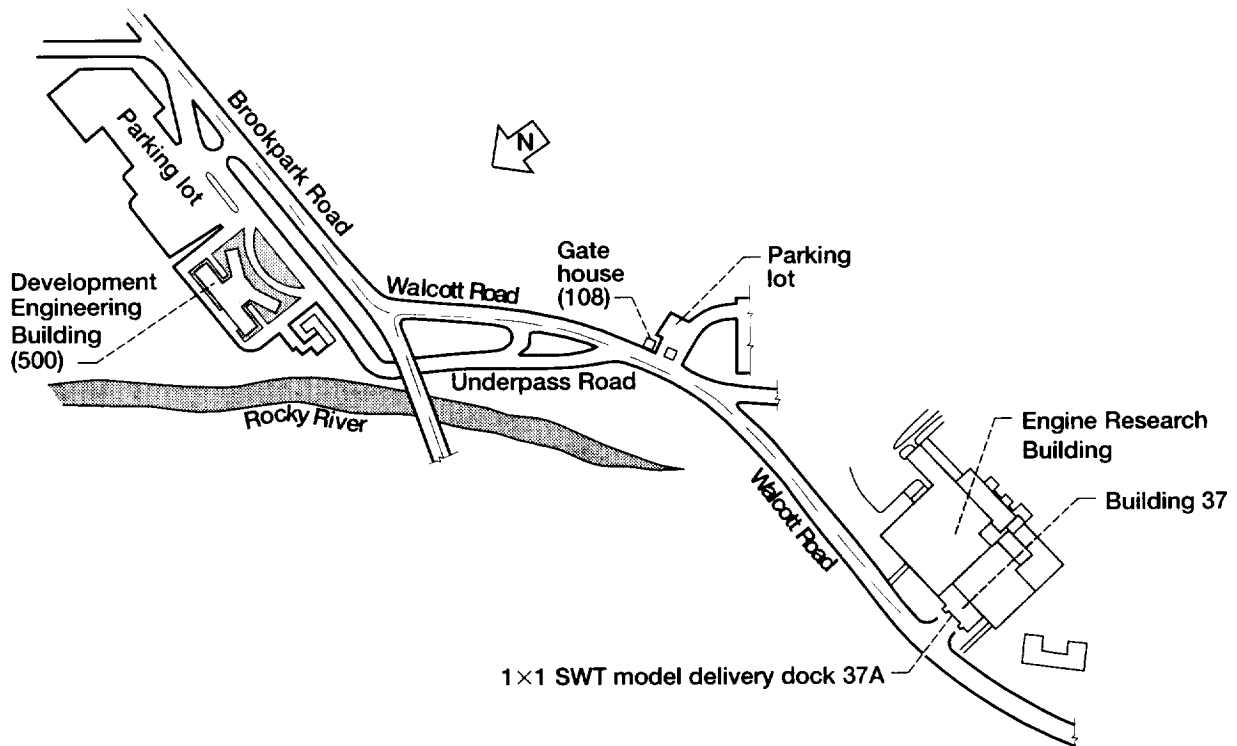 Brookpark Road
Parking lot
N
Gate
house
(108)
Parking
lot
Development
Engineering
Building
(500)
Walcott Road
Underpass Road
Rocky River
Engine Research
Building
Walcott Road
Building 37
1×1 SWT model delivery dock 37A